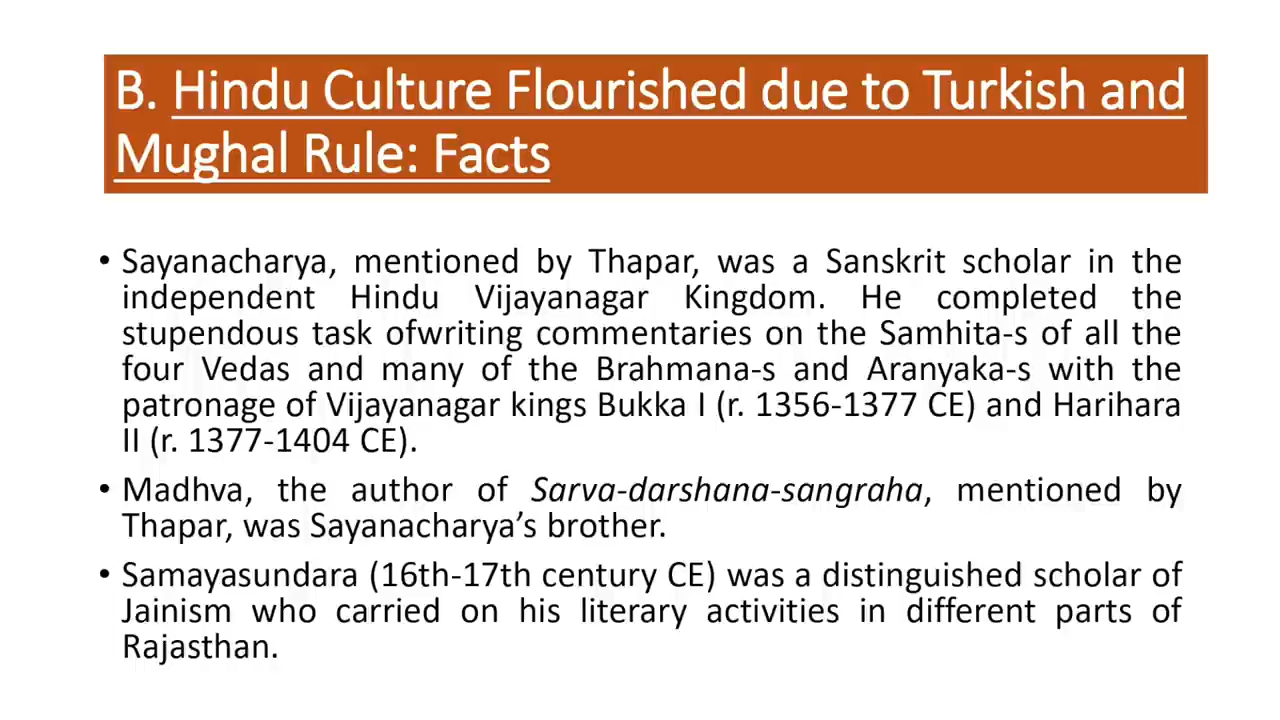 B. Hindu Culture Flourished due to Turkish and
Mughal Rule: Facts
• Sayanacharya, mentioned by Thapar, was a Sanskrit scholar in the
independent Hindu Vijayanagar Kingdom. He completed the
stupendous task ofwriting commentaries on the Samhita-s of all the
four Vedas and many of the Brahmana-s and Aranyaka-s with the
patronage of Vijayanagar kings Bukka I (r. 1356-1377 CE) and Harihara
II (r. 1377-1404 CE).
• Madhva, the author of Sarva-darshana-sangraha, mentioned by
Thapar, was Sayanacharya’s brother.
• Samayasundara (16th-17th century CE) was a distinguished scholar of
Jainism who carried on his literary activities in different parts of
Rajasthan.